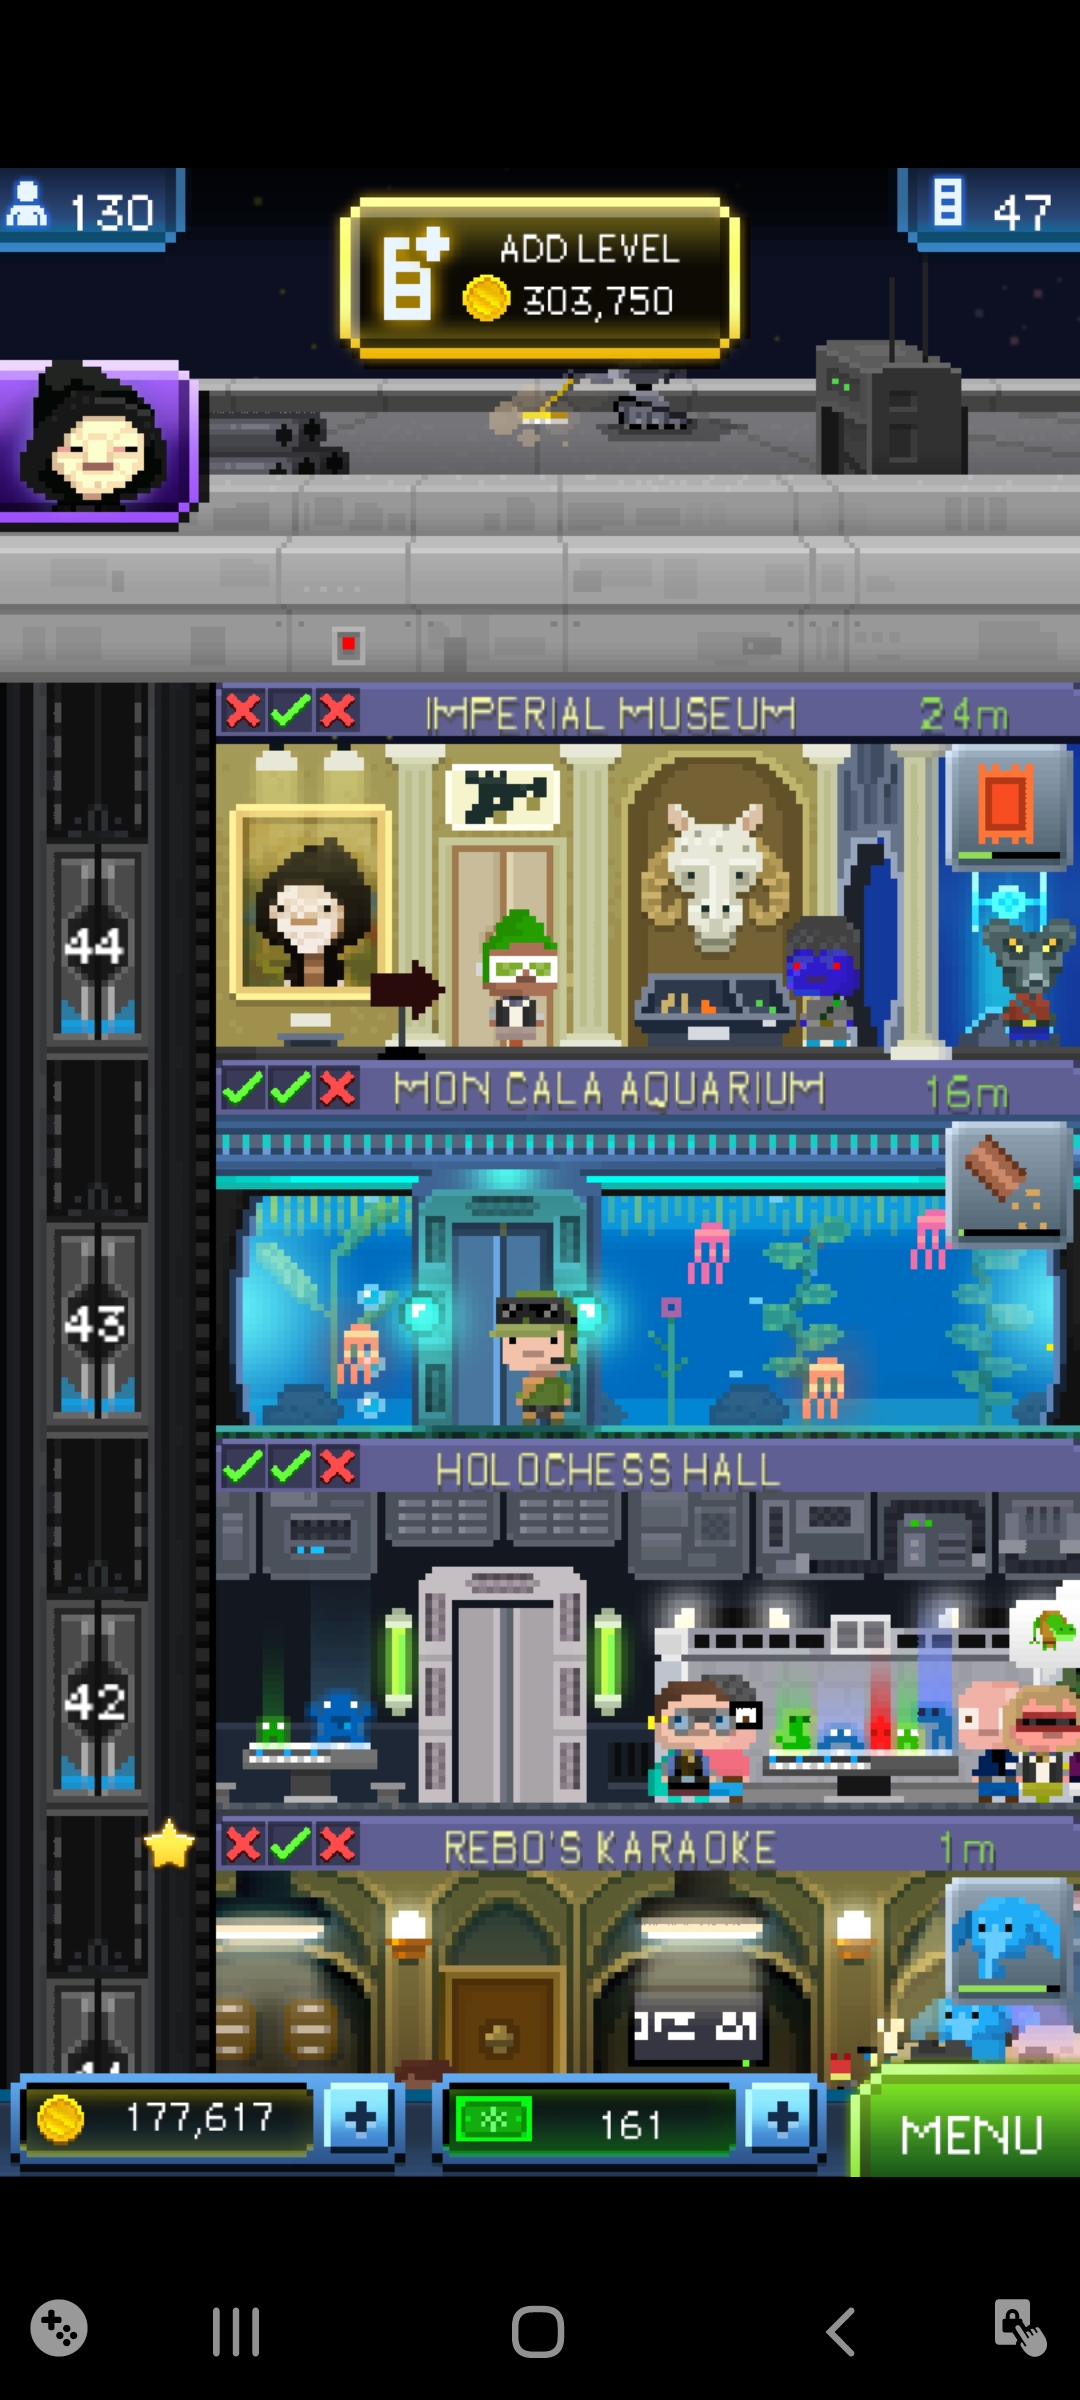 130
ADD LEVEL
303,750
47
IMPERIAL MUSEUM 24m
44
MON CALA AQUARIUM 16m
43
HOLOCHESS HALL
42
REBO'S KARAOKE 1m
177,617
161
MENU